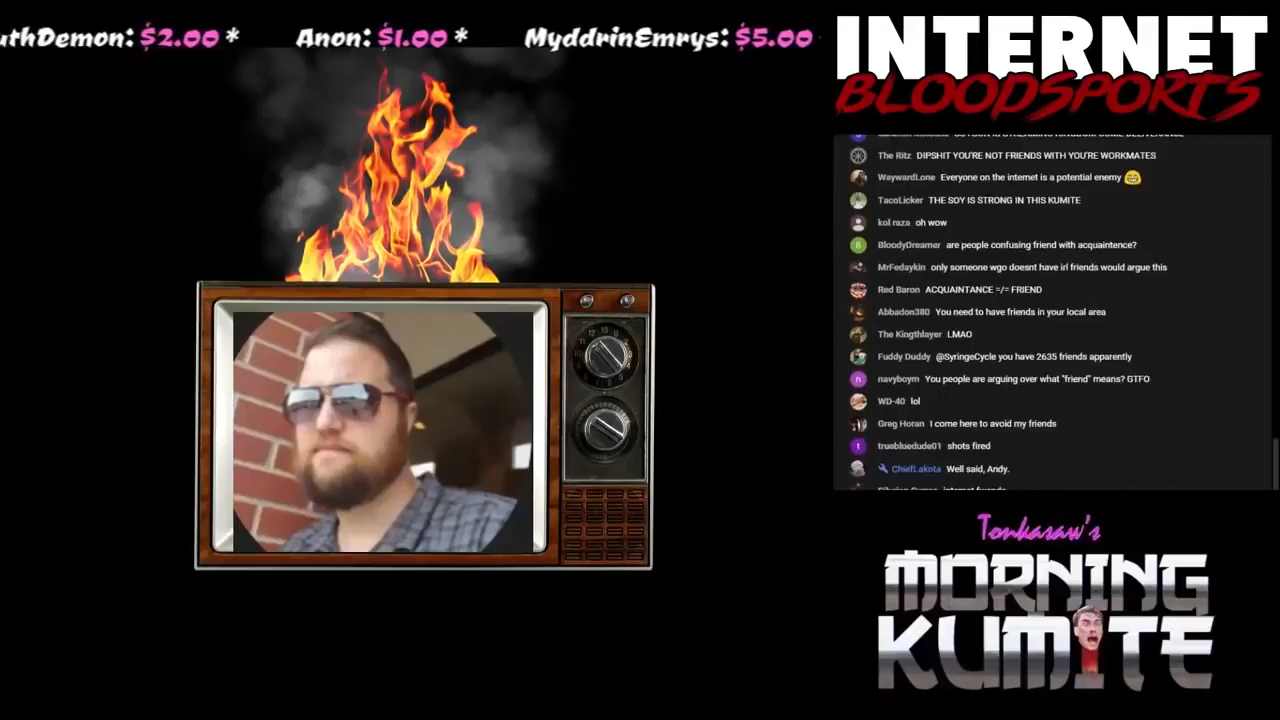 uthDemon: $2.00 * Anon: $1.00 * MyddrinEmrys: $5.00
INTERNET
BLOODSPORTS
The Ritz DIPSHIT YOU'RE NOT FRIENDS WITH YOU'RE WORKMATES
WaywardLone Everyone on the internet is a potential enemy 😂
TacoLicker THE SOY IS STRONG IN THIS KUMITE
kol raza oh wow
BloodyDreamer are people confusing friend with acquaintence?
MrFedaykin only someone wgo doesnt have irl friends would argue this
Red Baron ACQUAINTANCE =/= FRIEND
Abbadon380 You need to have friends in your local area
The Kingthlayer LMAO
Fuddy Duddy @SyringeCycle you have 2635 friends apparently
navyboym You people are arguing over what "friend" means? GTFO
WD-40 lol
Greg Horan I come here to avoid my friends
truebluedude01 shots fired
ChiefLakota Well said, Andy.
Tonkasaw's
MORNING
KUMITE